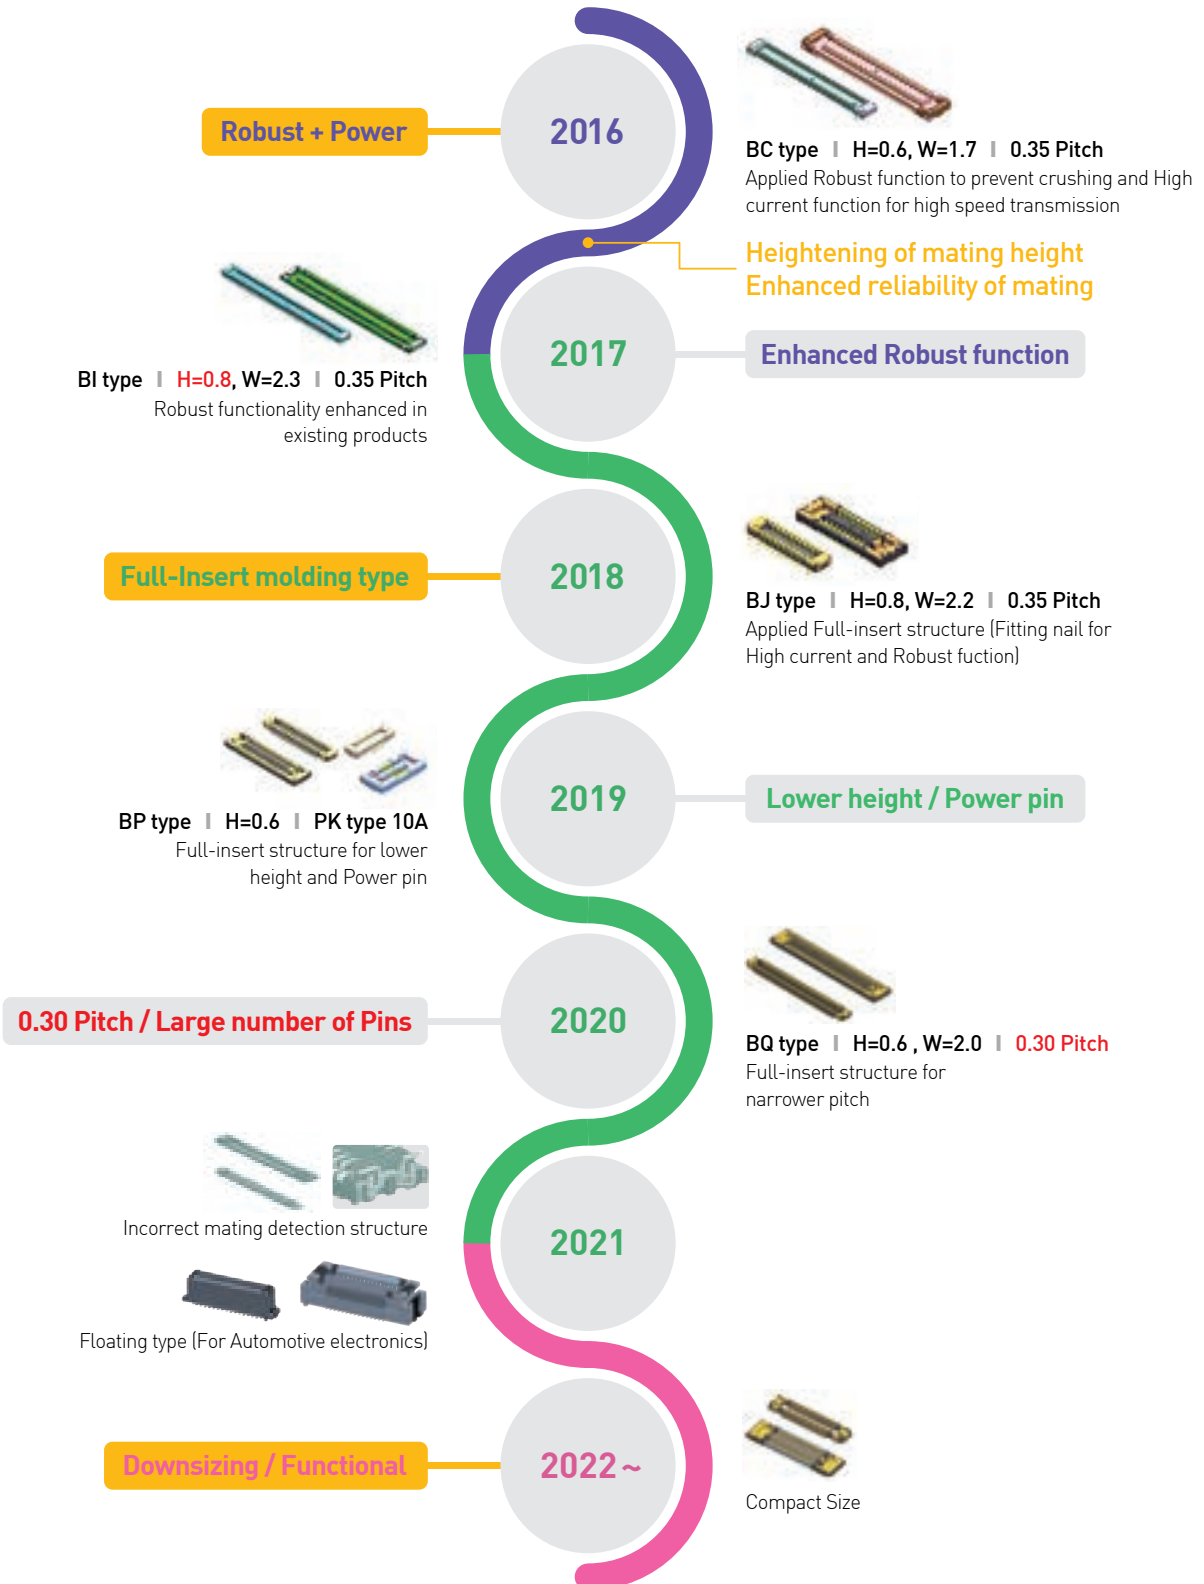 Robust + Power
2016
BC type | H=0.6, W=1.7 | 0.35 Pitch
Applied Robust function to prevent crushing and High
current function for high speed transmission
Heightening of mating height
Enhanced reliability of mating
2017
Enhanced Robust function
BI type | H=0.8, W=2.3 | 0.35 Pitch
Robust functionality enhanced in
existing products
Full-Insert molding type
2018
BJ type | H=0.8, W=2.2 | 0.35 Pitch
Applied Full-insert structure (Fitting nail for
High current and Robust fuction)
2019
Lower height / Power pin
BP type | H=0.6 | PK type 10A
Full-insert structure for lower
height and Power pin
0.30 Pitch / Large number of Pins
2020
BQ type | H=0.6 , W=2.0 | 0.30 Pitch
Full-insert structure for
narrower pitch
2021
Incorrect mating detection structure
Floating type (For Automotive electronics)
Downsizing / Functional
2022 ~
Compact Size